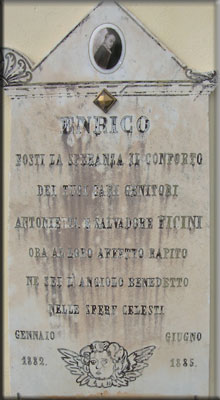 ENRICO
FOSTI LA SPERANZA IL CONFORTO
DEI TUOI CARI GENITORI
ANTONIETTA E SALVADORE FICINI
ORA AL LORO AFFETTO RAPITO
NE SEI L'ANGIOLO BENEDETTO
NELLE SFERE CELESTI
GENNAIO GIUGNO
1882. 1885.